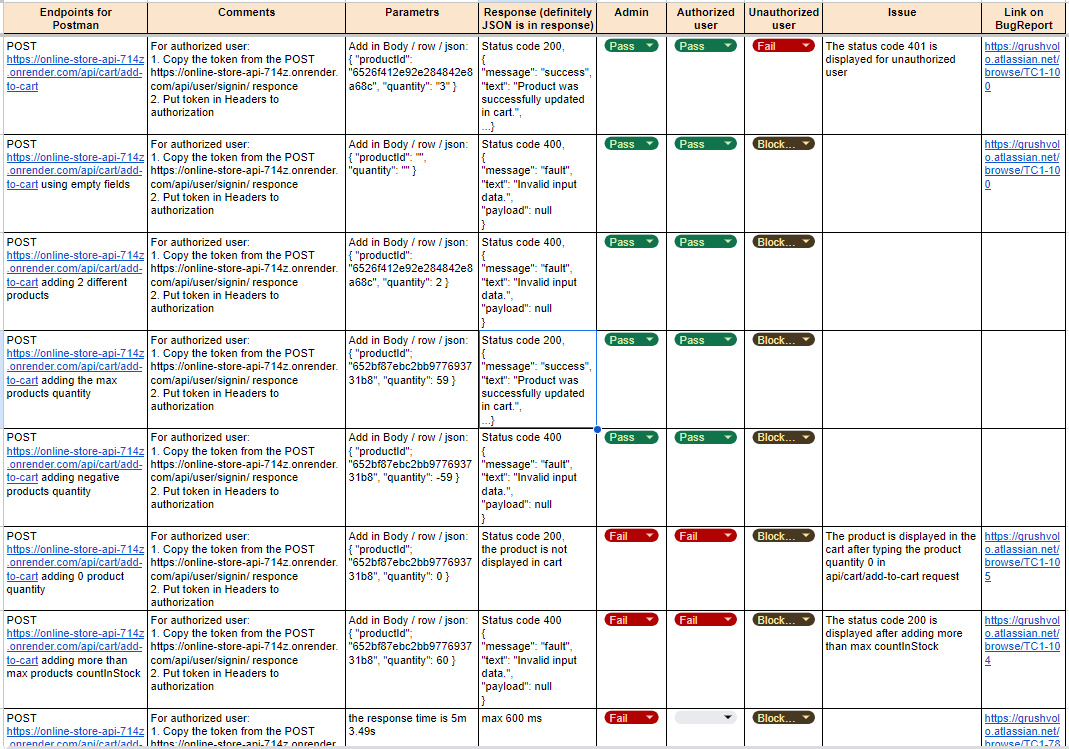 Endpoints for
Postman
Comments
Parametrs
Response (definitely
JSON is in response)
Admin
Authorized
user
Unauthorized
user
Issue
Link on
BugReport
POST
https://online-store-api-714z
.onrender.com/api/cart/add-
to-cart
For authorized user:
1. Copy the token from the POST
https://online-store-api-714z.onrender.
com/api/user/signin/ responce
2. Put token in Headers to
authorization
Add in Body / row / json:
{ "productId":
"6526f412e92e284842e8
a68c", "quantity": "3" }
Status code 200,
{
"message": "success",
"text": "Product was
successfully updated
in cart.",
...}
Pass
Pass
Fail
The status code 401 is
displayed for unauthorized
user
https://grushvol
o.atlassian.net/
browse/TC1-10
0
POST
https://online-store-api-714z
.onrender.com/api/cart/add-
to-cart using empty fields
For authorized user:
1. Copy the token from the POST
https://online-store-api-714z.onrender.
com/api/user/signin/ responce
2. Put token in Headers to
authorization
Add in Body / row / json:
{ "productId": "",
"quantity": "" }
Status code 400,
{
"message": "fault",
"text": "Invalid input
data.",
"payload": null
}
Pass
Pass
Block...
https://grushvol
o.atlassian.net/
browse/TC1-10
0
POST
https://online-store-api-714z
.onrender.com/api/cart/add-
to-cart adding 2 different
products
For authorized user:
1. Copy the token from the POST
https://online-store-api-714z.onrender.
com/api/user/signin/ responce
2. Put token in Headers to
authorization
Add in Body / row / json:
{ "productId":
"6526f412e92e284842e8
a68c", "quantity": 2 }
Status code 400,
{
"message": "fault",
"text": "Invalid input
data.",
"payload": null
}
Pass
Pass
Block...
POST
https://online-store-api-714z
.onrender.com/api/cart/add-
to-cart adding the max
products quantity
For authorized user:
1. Copy the token from the POST
https://online-store-api-714z.onrender.
com/api/user/signin/ responce
2. Put token in Headers to
authorization
Add in Body / row / json:
{ "productId";
"652bf87ebc2bb9776937
31b8", "quantity": 59 }
Status code 200,
{
"message": "success",
"text": "Product was
successfully updated
in cart.",
...}
Pass
Pass
Block...
POST
https://online-store-api-714z
.onrender.com/api/cart/add-
to-cart adding negative
products quantity
For authorized user:
1. Copy the token from the POST
https://online-store-api-714z.onrender.
com/api/user/signin/ responce
2. Put token in Headers to
authorization
Add in Body / row / json:
{ "productId";
"652bf87ebc2bb9776937
31b8", "quantity": -59 }
Status code 400
{
"message": "fault",
"text": "Invalid input
data.",
"payload": null
}
Pass
Pass
Block...
POST
https://online-store-api-714z
.onrender.com/api/cart/add-
to-cart adding 0 product
quantity
For authorized user:
1. Copy the token from the POST
https://online-store-api-714z.onrender.
com/api/user/signin/ responce
2. Put token in Headers to
authorization
Add in Body / row / json:
{ "productId";
"652bf87ebc2bb9776937
31b8", "quantity": 0 }
Status code 200,
the product is not
displayed in cart
Fail
Fail
Block...
The product is displayed in the
cart after typing the product
quantity 0 in
api/cart/add-to-cart request
https://grushvol
o.atlassian.net/
browse/TC1-10
5
POST
https://online-store-api-714z
.onrender.com/api/cart/add-
to-cart adding more than
max products countInStock
For authorized user:
1. Copy the token from the POST
https://online-store-api-714z.onrender.
com/api/user/signin/ responce
2. Put token in Headers to
authorization
Add in Body / row / json:
{ "productId";
"652bf87ebc2bb9776937
31b8", "quantity": 60 }
Status code 400
{
"message": "fault",
"text": "Invalid input
data.",
"payload": null
}
Fail
Fail
Block...
The status code 200 is
displayed after adding more
than max countInStock
https://grushvol
o.atlassian.net/
browse/TC1-10
4
POST
https://online-store-api-714z
.onrender.com/api/cart/add-
For authorized user:
1. Copy the token from the POST
https://online-store-api-714z.onrender.
the response time is 5m
3.49s
max 600 ms
Fail
Block...
https://grushvol
o.atlassian.net/
browse/TC1-78